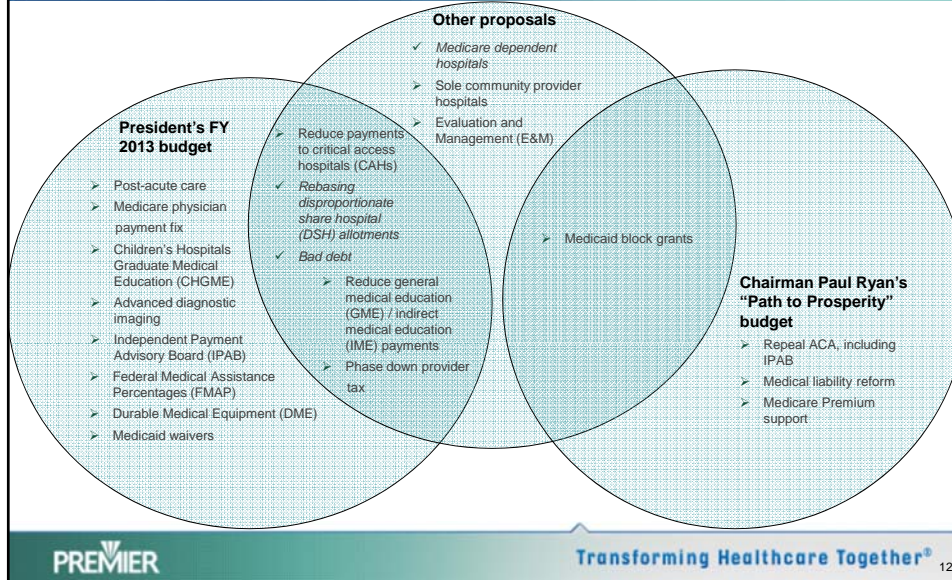 Other proposals
✓ Medicare dependent
hospitals
➢ Sole community provider
hospitals
➢ Evaluation and
Management (E&M)
President's FY
2013 budget
➢ Post-acute care
➢ Medicare physician
payment fix
➢ Children's Hospitals
Graduate Medical
Education (CHGME)
➢ Advanced diagnostic
imaging
➢ Independent Payment
Advisory Board (IPAB)
➢ Federal Medical Assistance
Percentages (FMAP)
➢ Durable Medical Equipment (DME)
➢ Medicaid waivers
➢ Reduce payments
to critical access
hospitals (CAHs)
✓ Rebasing
disproportionate
share hospital
(DSH) allotments
✓ Bad debt
➢ Reduce general
medical education
(GME) / indirect
medical education
(IME) payments
➢ Phase down provider
tax
➢ Medicaid block grants
Chairman Paul Ryan's
"Path to Prosperity"
budget
➢ Repeal ACA, including
IPAB
➢ Medical liability reform
➢ Medicare Premium
support
PREMIER
Transforming Healthcare Together®
12